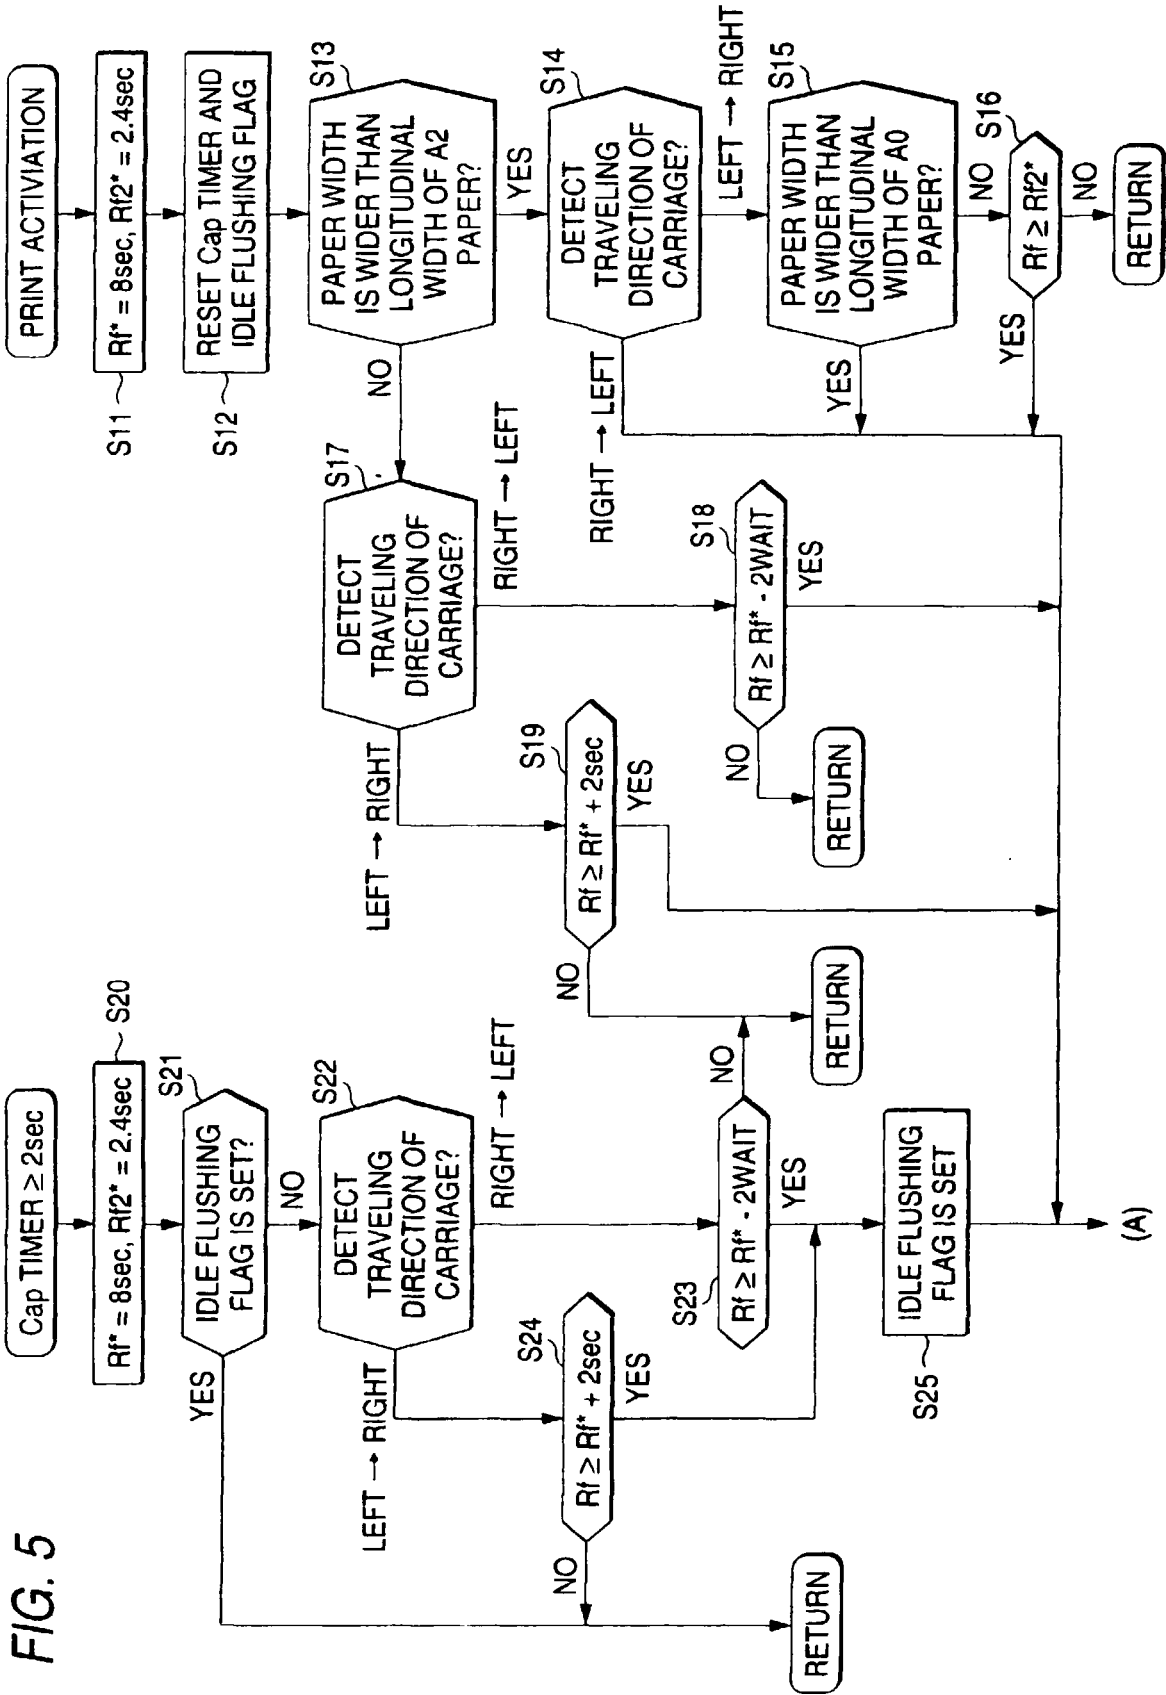 FIG. 5
Cap TIMER ≥ 2sec
Rf* = 8sec, Rf2* = 2.4sec
S20
IDLE FLUSHING
FLAG IS SET?
S21
YES
NO
DETECT
TRAVELING
DIRECTION OF
CARRIAGE?
S22
LEFT → RIGHT
RIGHT → LEFT
Rf ≥ Rf* + 2sec
S24
NO
YES
Rf ≥ Rf* - 2WAIT
S23
NO
YES
RETURN
IDLE FLUSHING
FLAG IS SET
S25
(A)
PRINT ACTIVIATION
Rf* = 8sec, Rf2* = 2.4sec
S11
RESET Cap TIMER AND
IDLE FLUSHING FLAG
S12
PAPER WIDTH
IS WIDER THAN
LONGITUDINAL
WIDTH OF A2
PAPER?
S13
NO
YES
DETECT
TRAVELING
DIRECTION OF
CARRIAGE?
S17
LEFT → RIGHT
RIGHT → LEFT
Rf ≥ Rf* + 2sec
S19
NO
YES
RETURN
Rf ≥ Rf* - 2WAIT
S18
NO
YES
RETURN
DETECT
TRAVELING
DIRECTION OF
CARRIAGE?
S14
RIGHT → LEFT
LEFT → RIGHT
PAPER WIDTH
IS WIDER THAN
LONGITUDINAL
WIDTH OF A0
PAPER?
S15
YES
NO
Rf ≥ Rf2*
S16
YES
NO
RETURN